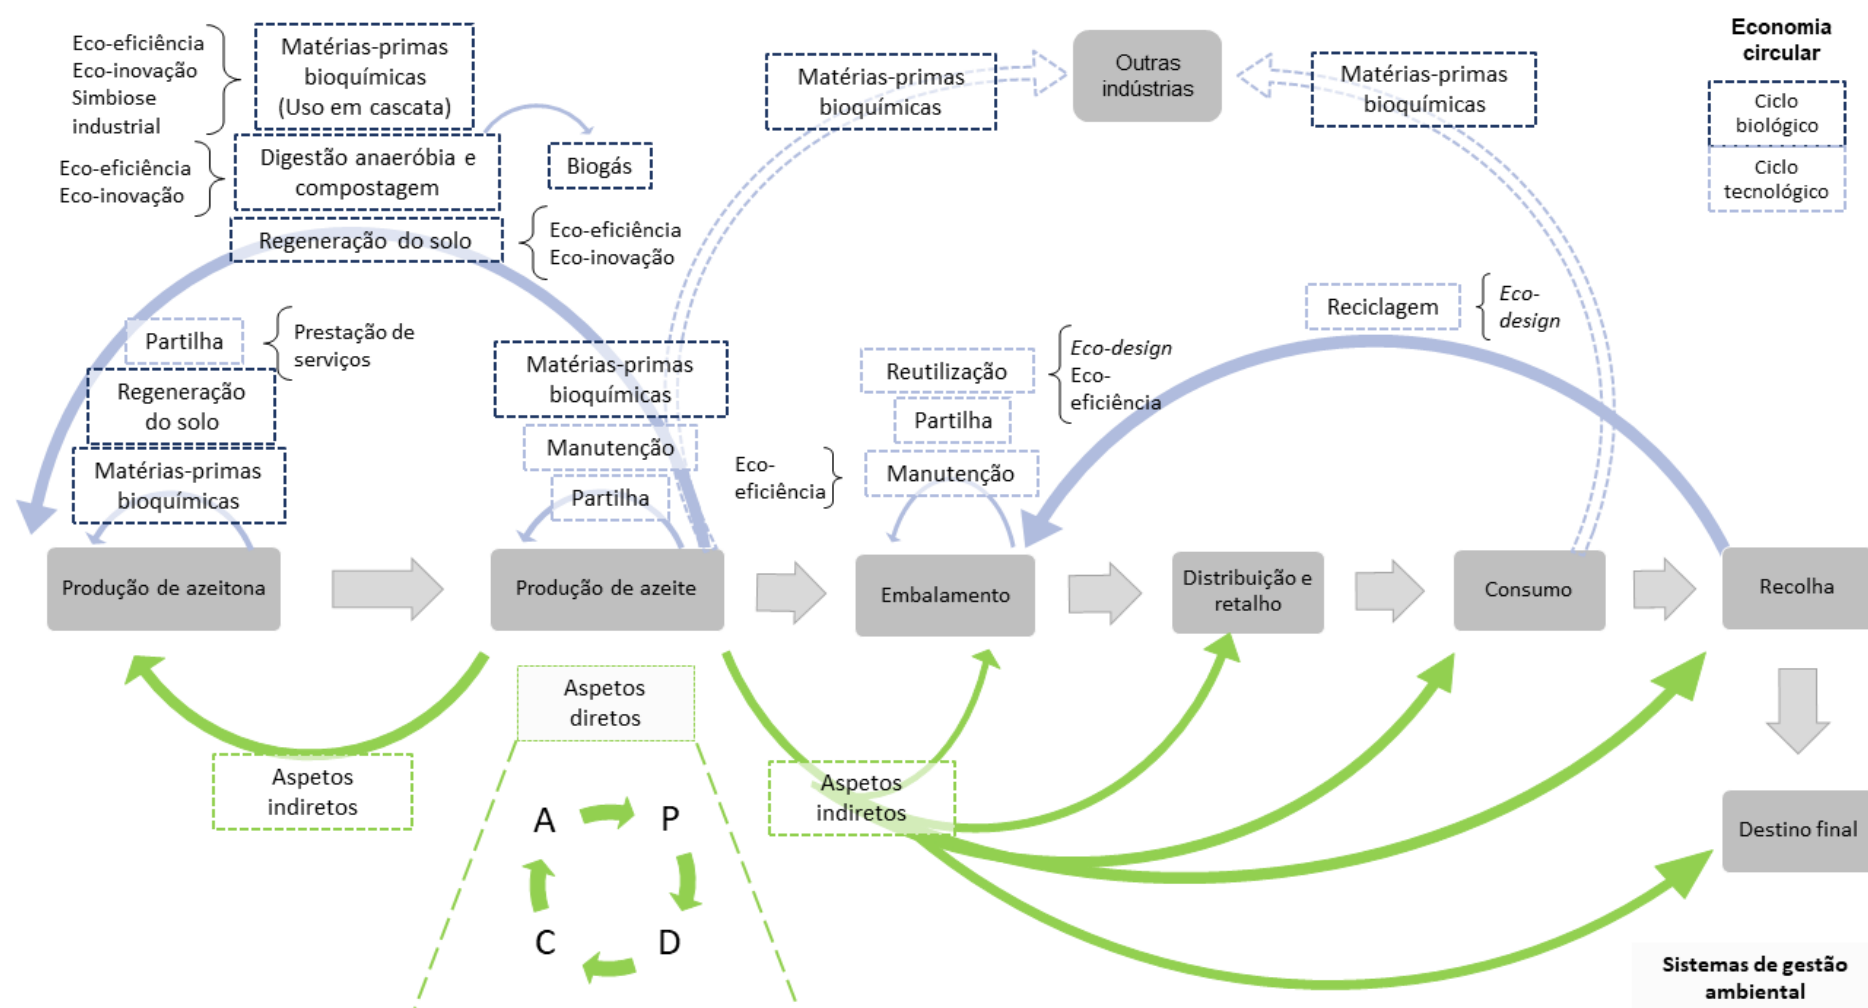 Eco-eficiência
Eco-inovação
Simbiose
industrial
Matérias-primas
bioquímicas
(Uso em cascata)
Eco-eficiência
Eco-inovação
Digestão anaeróbia e
compostagem
Biogás
Regeneração do solo
Eco-eficiência
Eco-inovação
Partilha
Prestação de
serviços
Regeneração
do solo
Matérias-primas
bioquímicas
Matérias-primas
bioquímicas
Manutenção
Partilha
Matérias-primas
bioquímicas
Outras
indústrias
Matérias-primas
bioquímicas
Economia
circular
Ciclo
biológico
Ciclo
tecnológico
Reciclagem
Eco-
design
Reutilização
Eco-design
Eco-
eficiência
Partilha
Manutenção
Eco-
eficiência
Produção de azeitona
Produção de azeite
Embalamento
Distribuição e
retalho
Consumo
Recolha
Destino final
Aspetos
indiretos
Aspetos
diretos
A
P
C
D
Aspetos
indiretos
Sistemas de gestão
ambiental